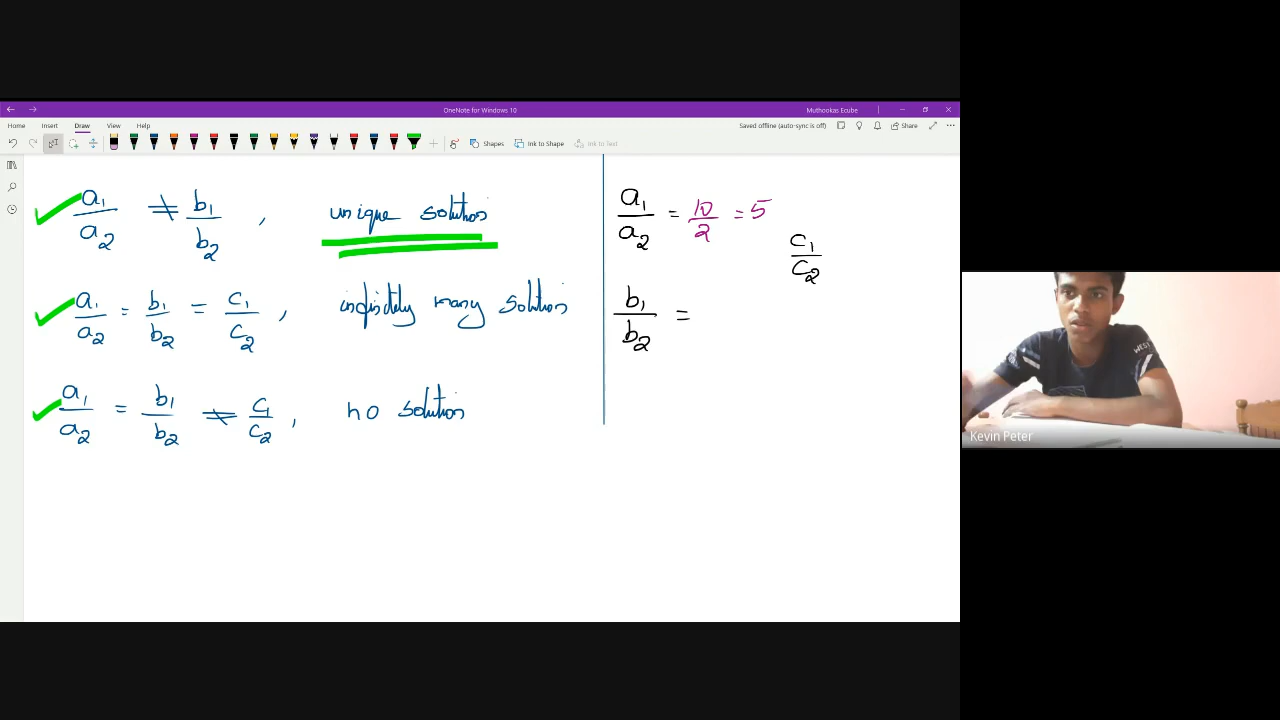 OneNote for Windows 10
Muthookas Ecube
Home Insert Draw View Help
Saved offline (auto-sync is off)
Share
Shapes
Ink to Shape
Ink to Text
a₁/a₂ ≠ b₁/b₂ , unique solution
a₁/a₂ = b₁/b₂ = c₁/c₂ , infinitely many solution
a₁/a₂ = b₁/b₂ ≠ c₁/c₂ , no solution
a₁/a₂ = 10/2 = 5
c₁/c₂
b₁/b₂ =
WEST
Kevin Peter